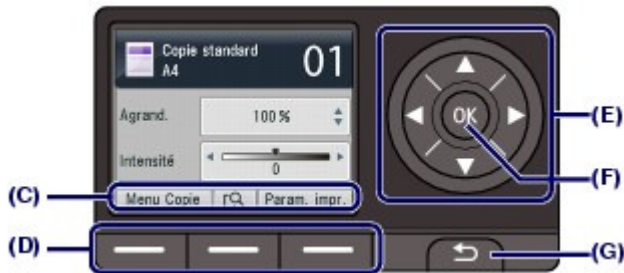 Copie standard
A4
01
Agrand.
100 %
Intensité
0
Menu Copie
Param. impr.
OK
(C)
(D)
(E)
(F)
(G)